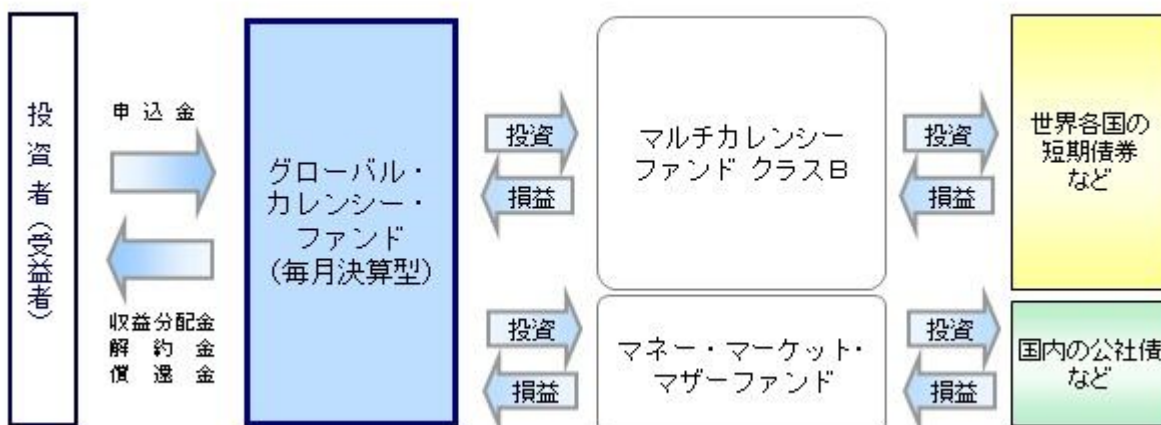 投資者(受益者)
申込金
収益分配金
解約金
償還金
グローバル・
カレンシー・
ファンド
(毎月決算型)
投資
損益
マルチカレンシー
ファンド クラスB
投資
損益
世界各国の
短期債券
など
投資
損益
マネー・マーケット・
マザーファンド
投資
損益
国内の公社債
など